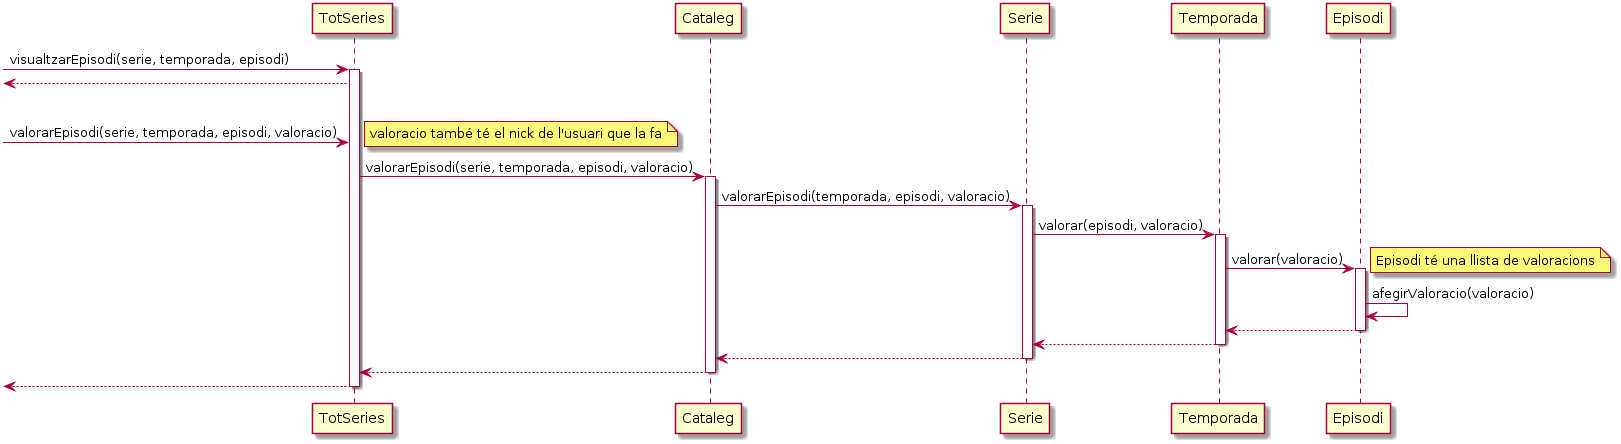 TotSeries
Cataleg
Serie
Temporada
Episodi
visualtzarEpisodi(serie, temporada, episodi)
valorarEpisodi(serie, temporada, episodi, valoracio)
valoracio també té el nick de l'usuari que la fa
valorarEpisodi(serie, temporada, episodi, valoracio)
valorarEpisodi(temporada, episodi, valoracio)
valorar(episodi, valoracio)
valorar(valoracio)
Episodi té una llista de valoracions
afegirValoracio(valoracio)
TotSeries
Cataleg
Serie
Temporada
Episodi